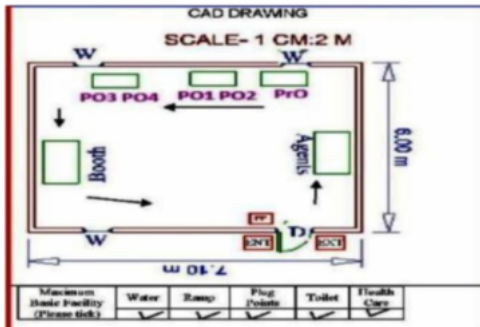 CAD DRAWING
SCALE- 1 CM:2 M
W
W
PO3 PO4
PO1 PO2
PrO
6.00 m
Booth
Agents
W
PP
D
ENT
EXT
7.10 m
Maximum Basic Facility (Please tick)
Water
Ramp
Plug Points
Toilet
Health Care